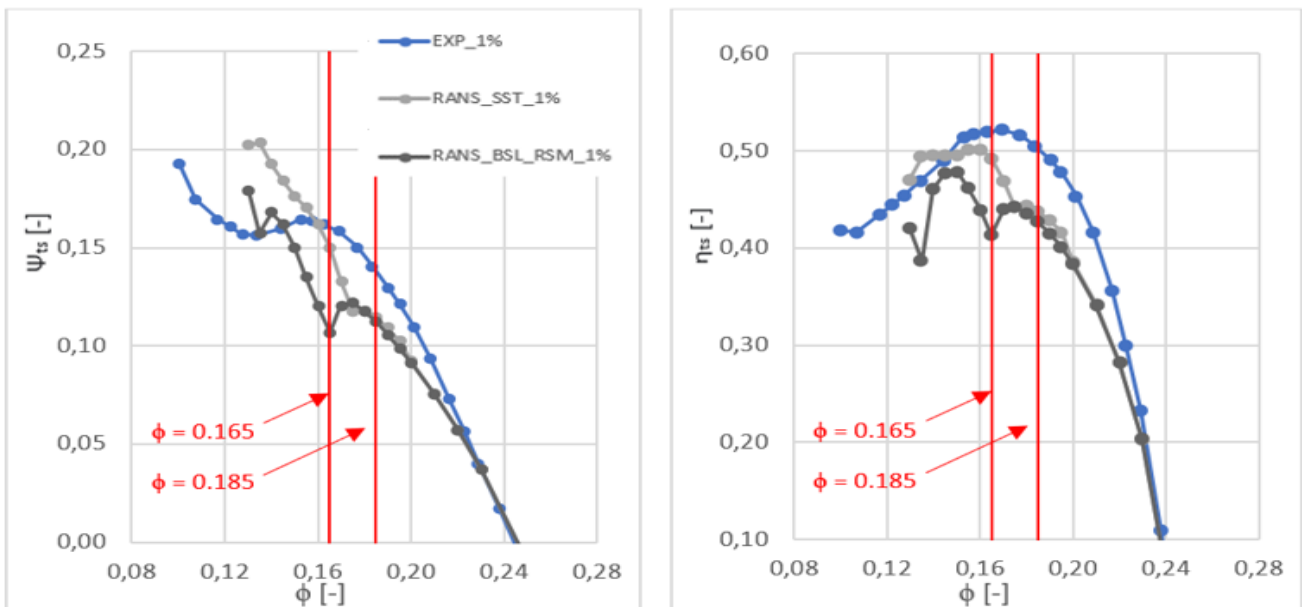 0,25
0,20
0,15
0,10
0,05
0,00
Ψts [-]
0,08
0,12
0,16
0,20
0,24
0,28
ϕ [-]
EXP_1%
RANS_SST_1%
RANS_BSL_RSM_1%
ϕ = 0.165
ϕ = 0.185
0,60
0,50
0,40
0,30
0,20
0,10
ηts [-]
0,08
0,12
0,16
0,20
0,24
0,28
ϕ [-]
ϕ = 0.165
ϕ = 0.185